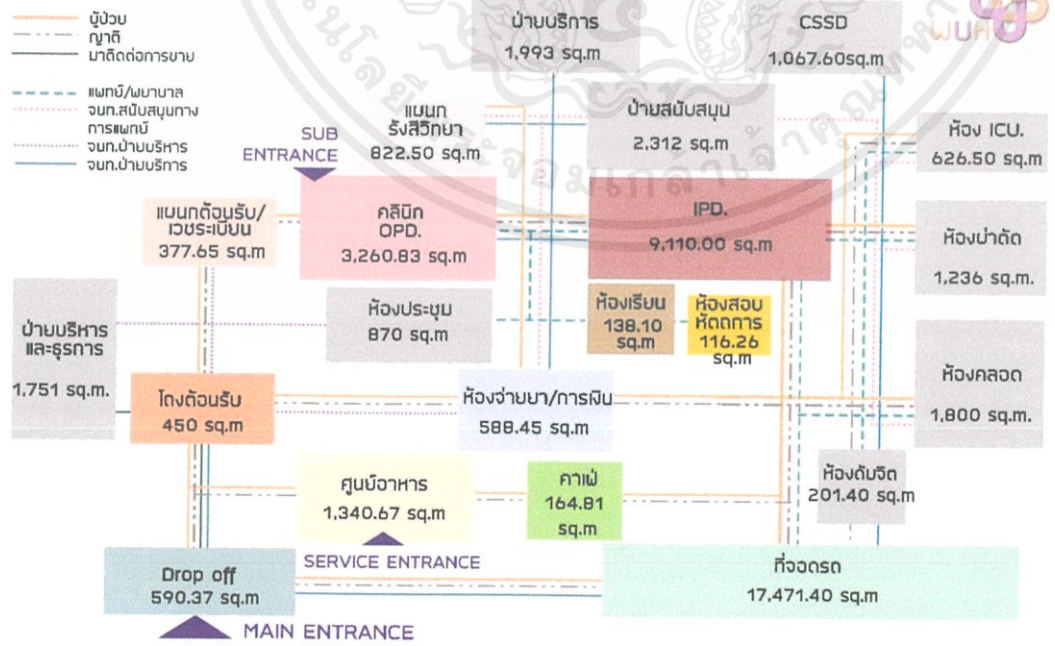 ผู้ป่วย
ญาติ
มาติดต่อการขาย
แพทย์/พยาบาล
จนท.สนับสนุนทาง
การแพทย์
จนท.ฝ่ายบริหาร
จนท.ฝ่ายบริการ
ฝ่ายบริการ
1,993 sq.m
CSSD
1,067.60sq.m
แผนก
รังสีวิทยา
822.50 sq.m
ฝ่ายสนับสนุน
2,312 sq.m
ห้อง ICU.
626.50 sq.m
SUB
ENTRANCE
แผนกต้อนรับ/
เวชระเบียน
377.65 sq.m
คลินิก
OPD.
3,260.83 sq.m
IPD.
9,110.00 sq.m
ห้องผ่าตัด
1,236 sq.m.
ฝ่ายบริหาร
และธุรการ
1,751 sq.m.
ห้องประชุม
870 sq.m
ห้องเรียน
138.10
sq.m
ห้องสอบ
หัตถการ
116.26
sq.m
โถงต้อนรับ
450 sq.m
ห้องจ่ายยา/การเงิน
588.45 sq.m
ห้องคลอด
1,800 sq.m.
ศูนย์อาหาร
1,340.67 sq.m
คาเฟ่
164.81
sq.m
ห้องดับจิต
201.40 sq.m
SERVICE ENTRANCE
Drop off
590.37 sq.m
ที่จอดรถ
17,471.40 sq.m
MAIN ENTRANCE